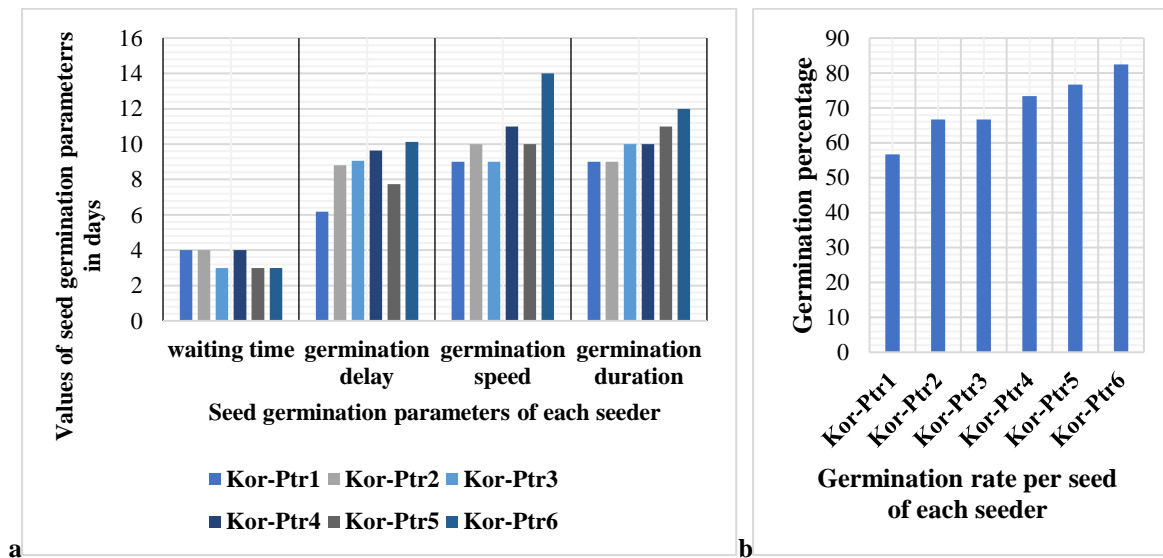 Values of seed germination parameterrs
in days
16
14
12
10
8
6
4
2
0
waiting time germination germination germination
delay speed duration
Seed germination parameters of each seeder
Kor-Ptr1 Kor-Ptr2 Kor-Ptr3
Kor-Ptr4 Kor-Ptr5 Kor-Ptr6
a
Germination percentage
90
80
70
60
50
40
30
20
10
0
Kor-Ptr1
Kor-Ptr2
Kor-Ptr3
Kor-Ptr4
Kor-Ptr5
Kor-Ptr6
Germination rate per seed
of each seeder
b